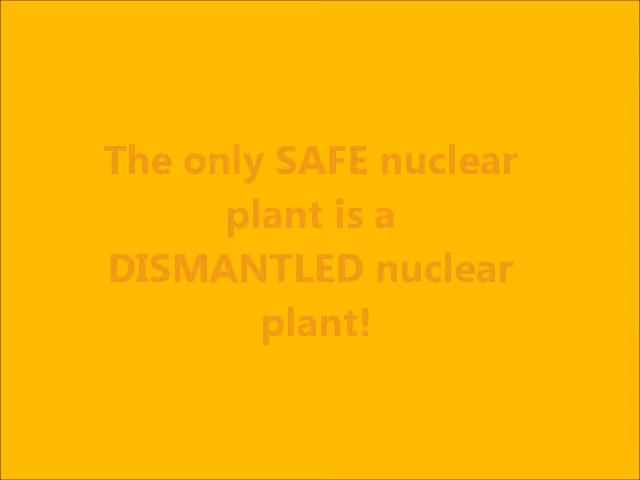 The only SAFE nuclear
plant is a
DISMANTLED nuclear
plant!